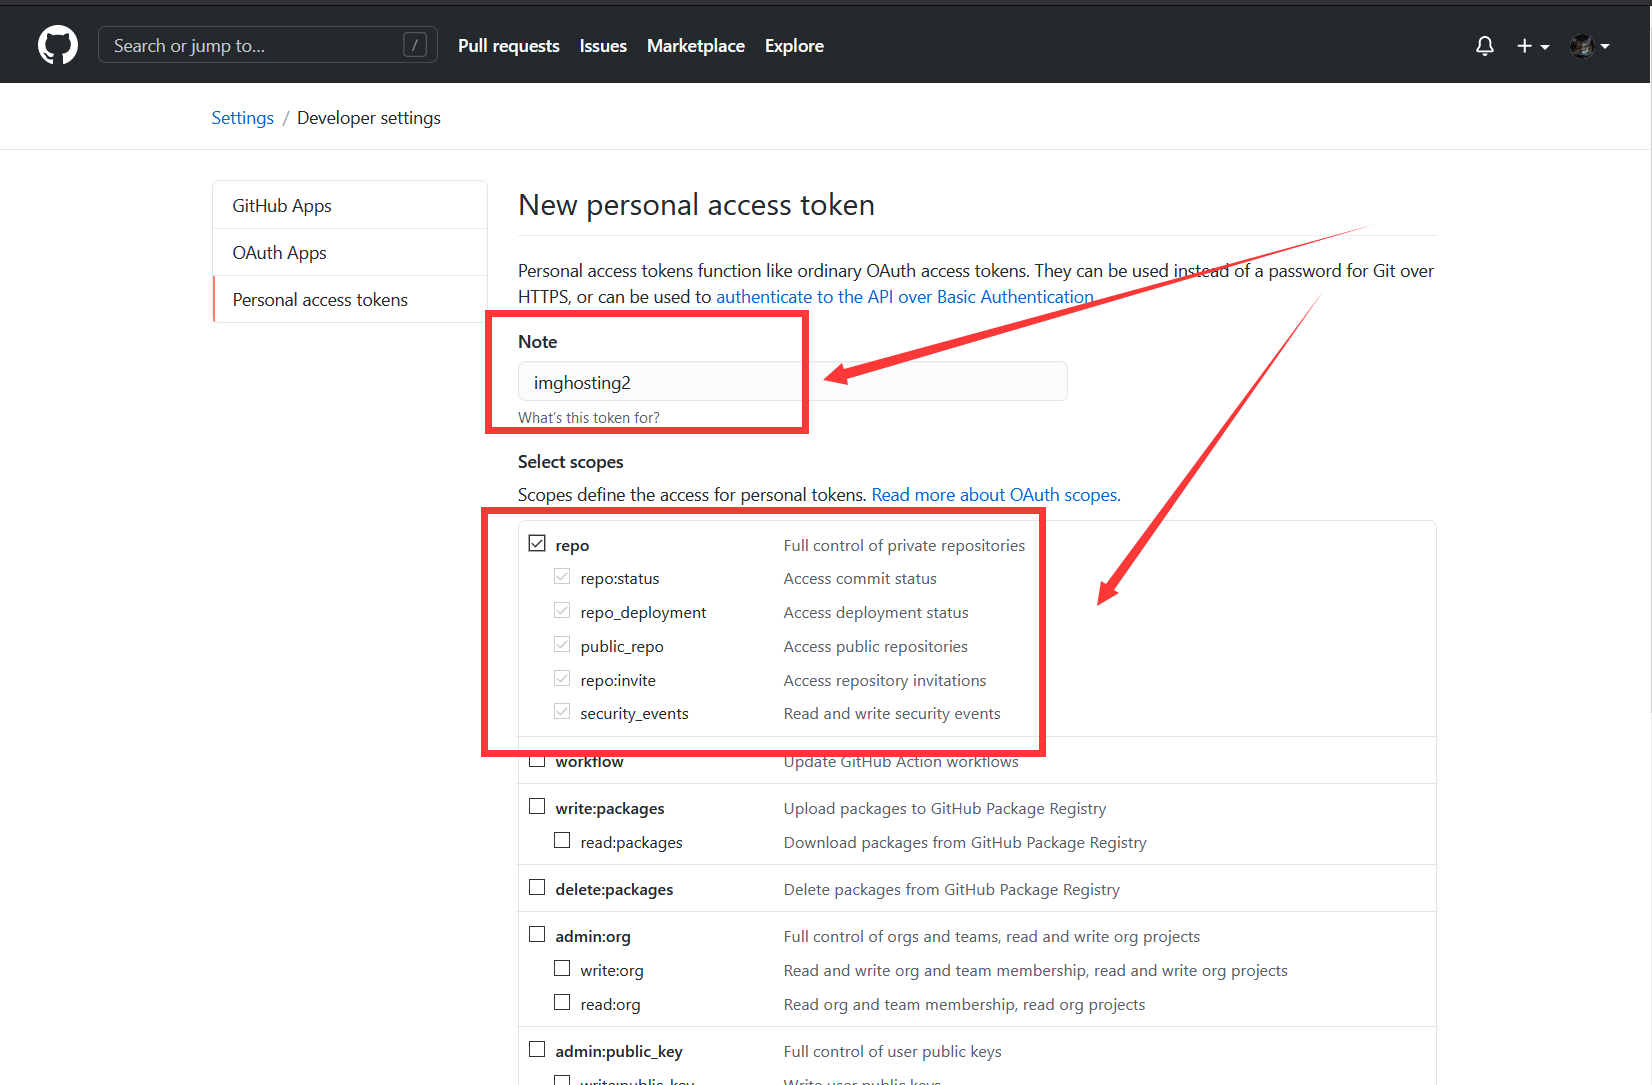 Search or jump to... / Pull requests Issues Marketplace Explore
Settings / Developer settings
GitHub Apps
OAuth Apps
Personal access tokens
New personal access token
Personal access tokens function like ordinary OAuth access tokens. They can be used instead of a password for Git over
HTTPS, or can be used to authenticate to the API over Basic Authentication
Note
imghosting2
What's this token for?
Select scopes
Scopes define the access for personal tokens. Read more about OAuth scopes.
repo Full control of private repositories
repo:status Access commit status
repo_deployment Access deployment status
public_repo Access public repositories
repo:invite Access repository invitations
security_events Read and write security events
workflow Update GitHub Action workflows
write:packages Upload packages to GitHub Package Registry
read:packages Download packages from GitHub Package Registry
delete:packages Delete packages from GitHub Package Registry
admin:org Full control of orgs and teams, read and write org projects
write:org Read and write org and team membership, read and write org projects
read:org Read org and team membership, read org projects
admin:public_key Full control of user public keys
write:public_key Write user public keys